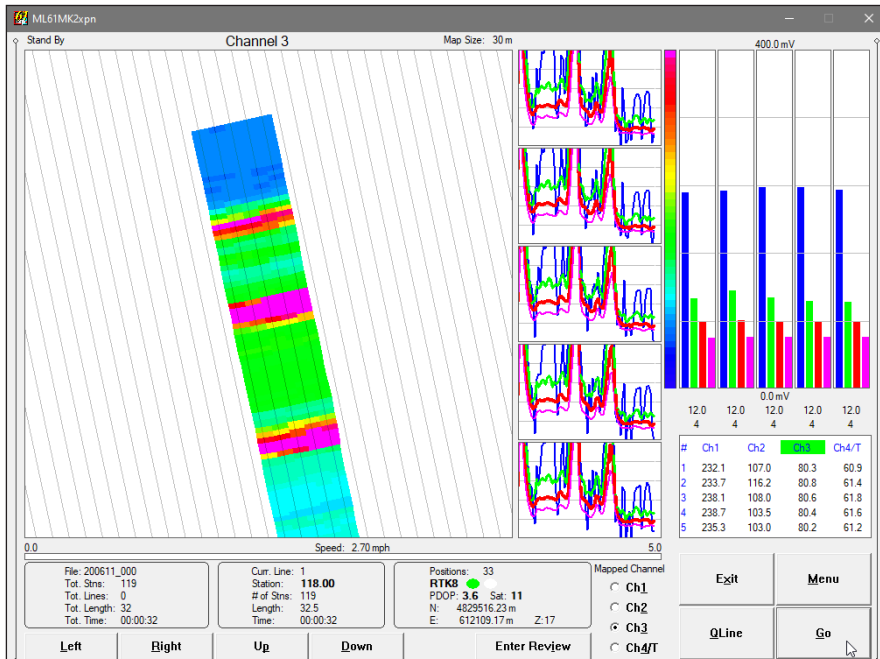 ML61MK2xpn
Stand By Channel 3 Map Size: 30 m
400.0 mV
0.0 mV
12.0 12.0 12.0 12.0 12.0
4 4 4 4 4
# Ch1 Ch2 Ch3 Ch4/T
1 232.1 107.0 80.3 60.9
2 233.7 116.2 80.8 61.4
3 238.1 108.0 80.6 61.8
4 238.7 103.5 80.4 61.6
5 235.3 103.0 80.2 61.2
0.0 Speed: 2.70 mph 5.0
File: 200611_000
Tot. Stns: 119
Tot. Lines: 0
Tot. Length: 32
Tot. Time: 00:00:32
Curr. Line: 1
Station: 118.00
# of Stns: 119
Length: 32.5
Time: 00:00:32
Positions: 33
RTK8
PDOP: 3.6 Sat: 11
N: 4829516.23 m
E: 612109.17 m Z:17
Mapped Channel
Ch1
Ch2
Ch3
Ch4/T
Exit Menu
QLine Go
Left Right Up Down Enter Review